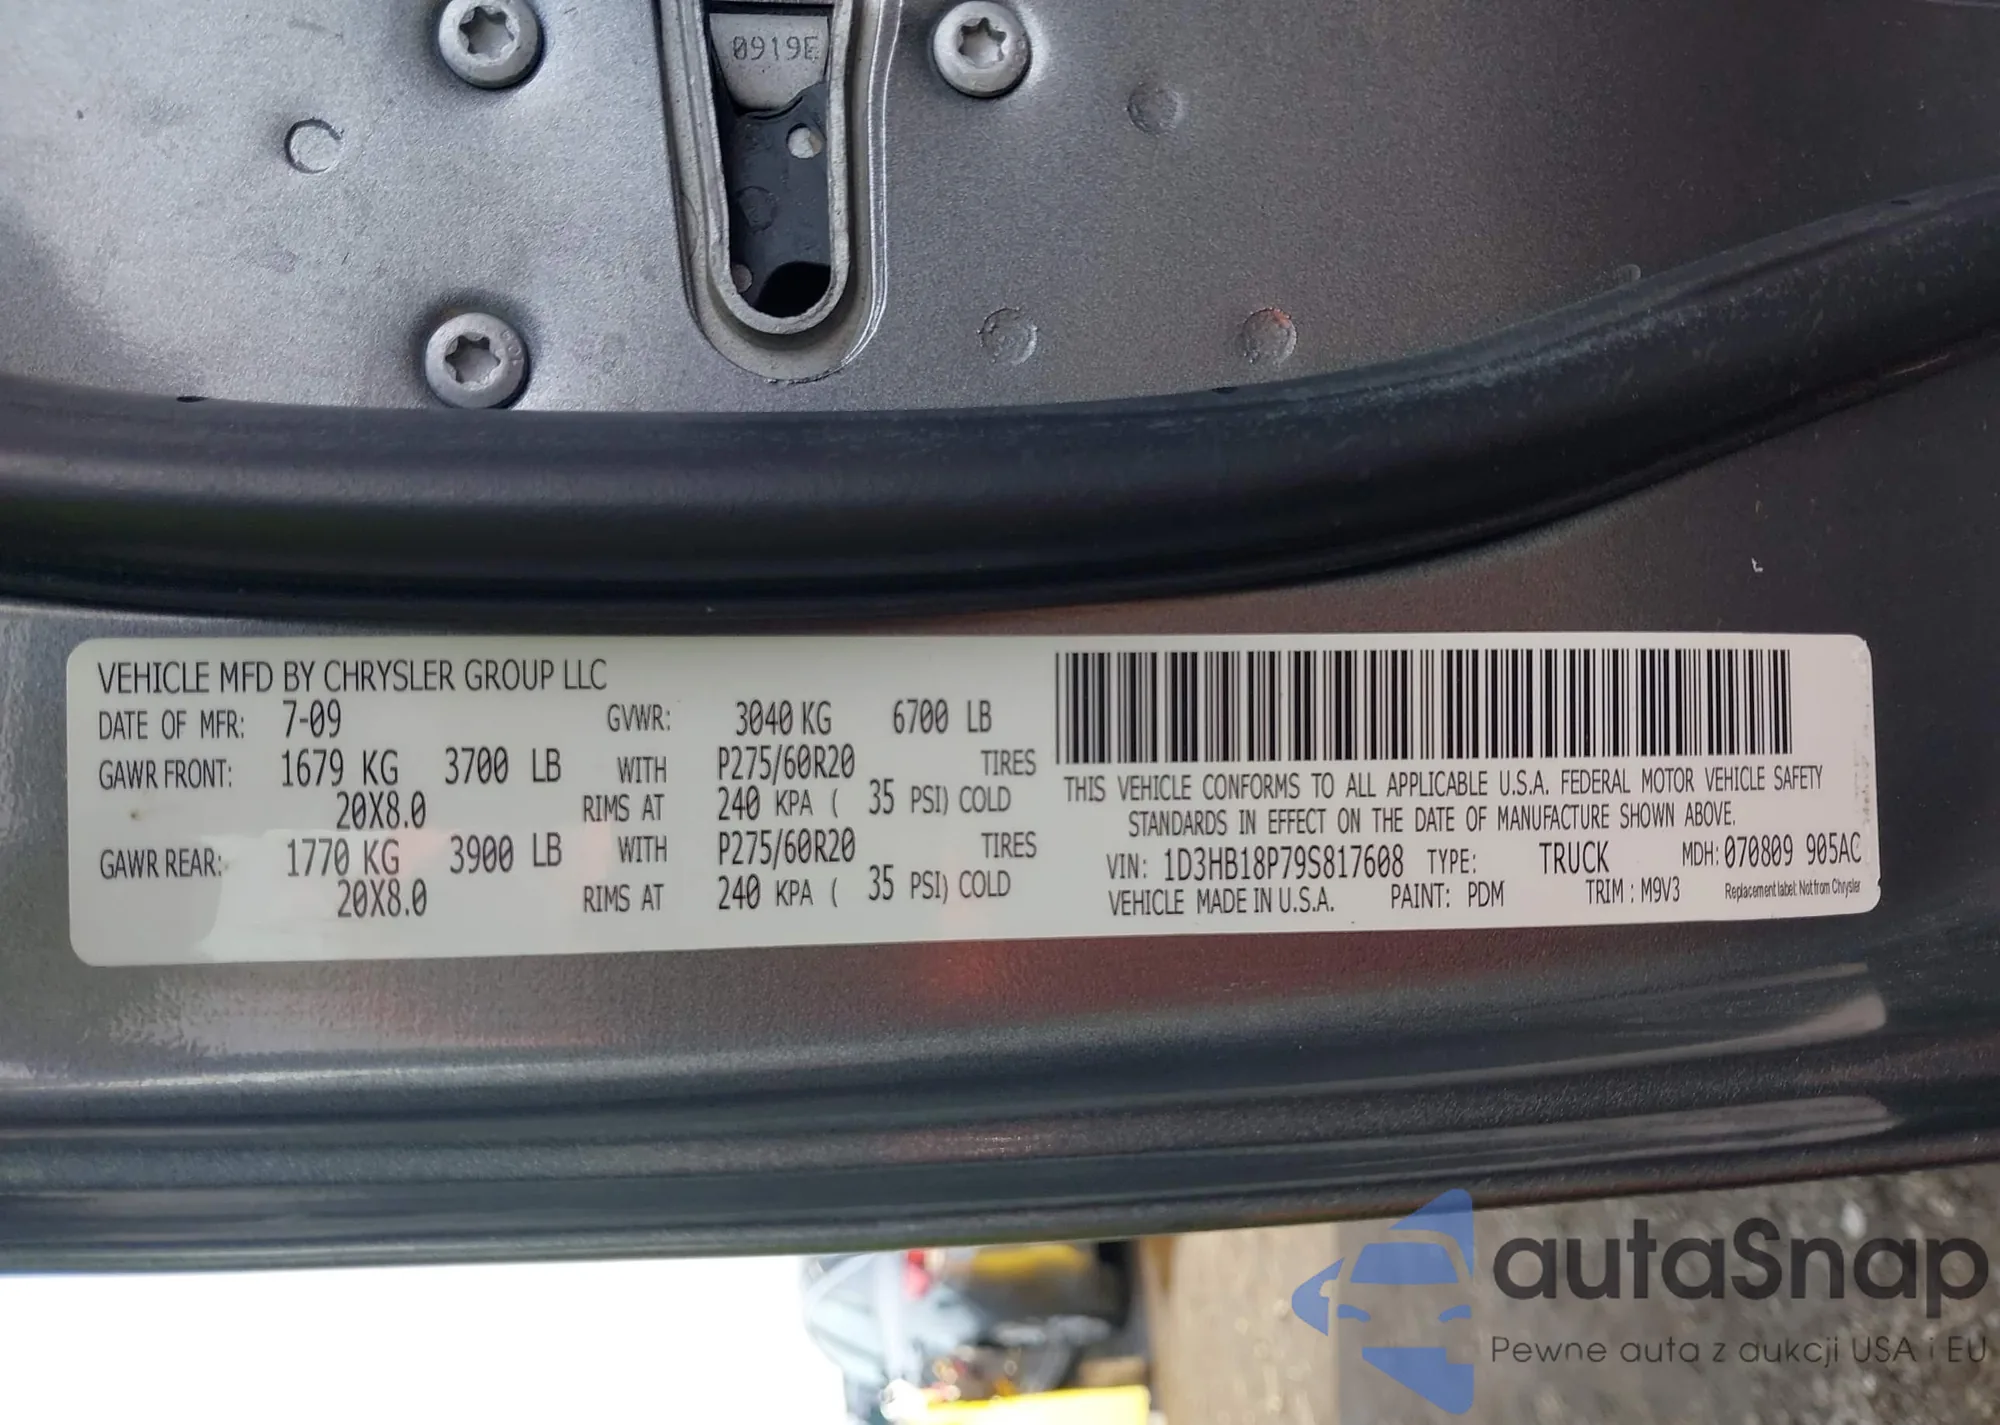 0919E
VEHICLE MFD BY CHRYSLER GROUP LLC
DATE OF MFR: 7-09 GVWR: 3040 KG 6700 LB
GAWR FRONT: 1679 KG 3700 LB WITH P275/60R20 TIRES
20X8.0 RIMS AT 240 KPA ( 35 PSI) COLD
GAWR REAR: 1770 KG 3900 LB WITH P275/60R20 TIRES
20X8.0 RIMS AT 240 KPA ( 35 PSI) COLD
THIS VEHICLE CONFORMS TO ALL APPLICABLE U.S.A. FEDERAL MOTOR VEHICLE SAFETY
STANDARDS IN EFFECT ON THE DATE OF MANUFACTURE SHOWN ABOVE.
VIN: 1D3HB18P79S817608 TYPE: TRUCK MDH: 070809 905AC
VEHICLE MADE IN U.S.A. PAINT: PDM TRIM : M9V3 Replacement label: Not from Chrysler
autaSnap
Pewne auta z aukcji USA i EU